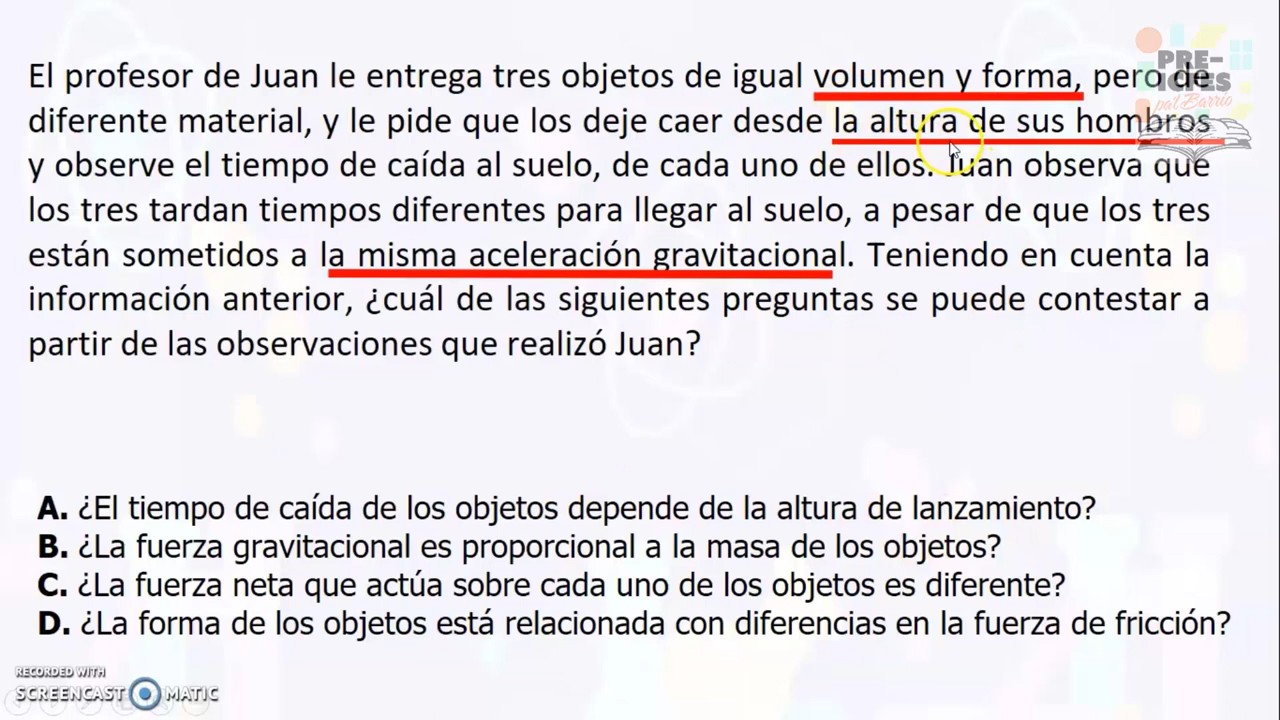 El profesor de Juan le entrega tres objetos de igual volumen y forma, pero de
diferente material, y le pide que los deje caer desde la altura de sus hombros
y observe el tiempo de caída al suelo, de cada uno de ellos. Juan observa que
los tres tardan tiempos diferentes para llegar al suelo, a pesar de que los tres
están sometidos a la misma aceleración gravitacional. Teniendo en cuenta la
información anterior, ¿cuál de las siguientes preguntas se puede contestar a
partir de las observaciones que realizó Juan?
A. ¿El tiempo de caída de los objetos depende de la altura de lanzamiento?
B. ¿La fuerza gravitacional es proporcional a la masa de los objetos?
C. ¿La fuerza neta que actúa sobre cada uno de los objetos es diferente?
D. ¿La forma de los objetos está relacionada con diferencias en la fuerza de fricción?
PRE-
ICFES
pal Barrio
RECORDED WITH
SCREENCAST MATIC